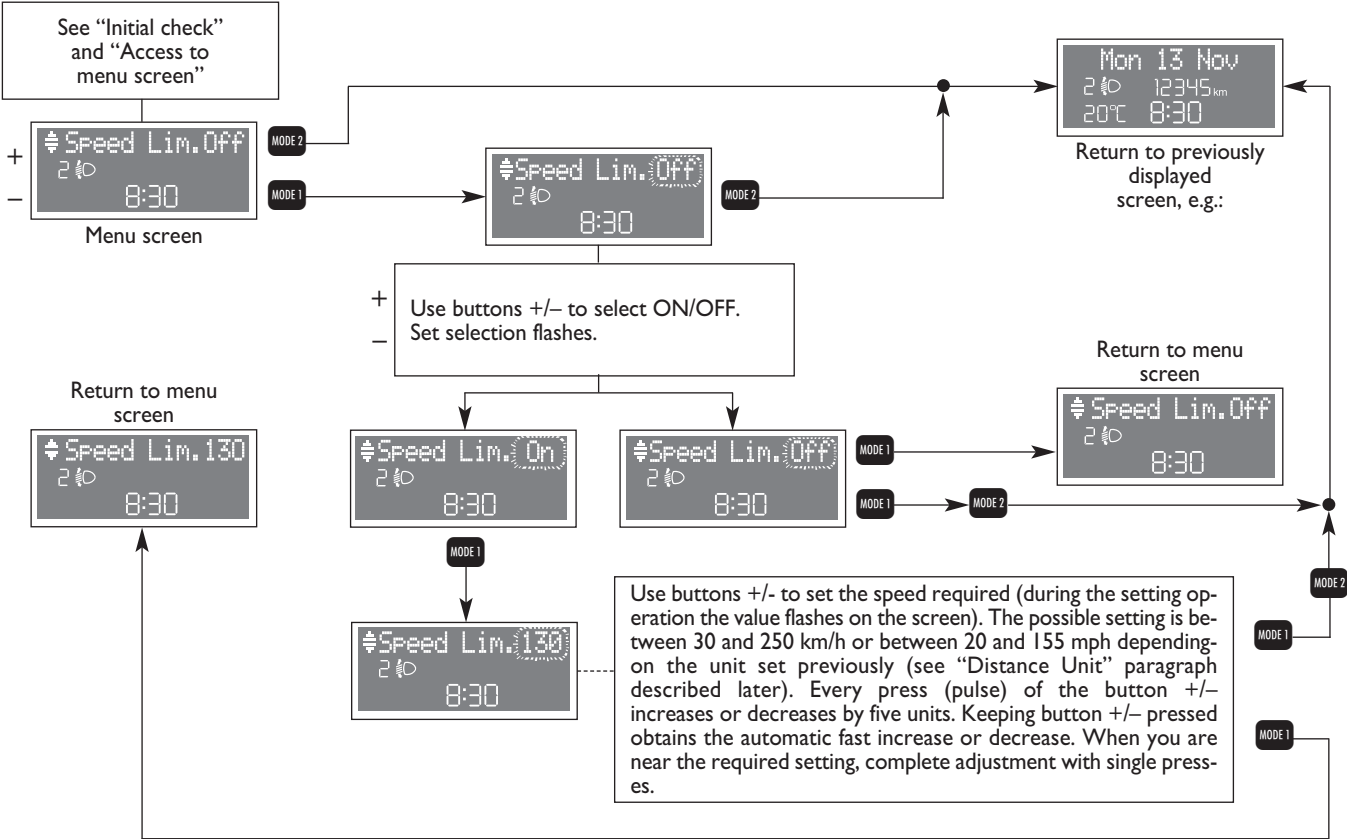 See “Initial check”
and “Access to
menu screen”
+
–
Speed Lim.Off
2
8:30
Menu screen
MODE 2
MODE 1
Speed Lim.Off
2
8:30
MODE 2
Mon 13 Nov
2 12345km
20°C 8:30
Return to previously
displayed
screen, e.g.:
+
–
Use buttons +/– to select ON/OFF.
Set selection flashes.
Return to menu
screen
Speed Lim.130
2
8:30
Speed Lim. On
2
8:30
Speed Lim.Off
2
8:30
MODE 1
MODE 1
MODE 2
Return to menu
screen
Speed Lim.Off
2
8:30
MODE 1
Speed Lim.130
2
8:30
Use buttons +/- to set the speed required (during the setting op-
eration the value flashes on the screen). The possible setting is be-
tween 30 and 250 km/h or between 20 and 155 mph depending-
on the unit set previously (see “Distance Unit” paragraph
described later). Every press (pulse) of the button +/–
increases or decreases by five units. Keeping button +/– pressed
obtains the automatic fast increase or decrease. When you are
near the required setting, complete adjustment with single press-
es.
MODE 2
MODE 1
MODE 1